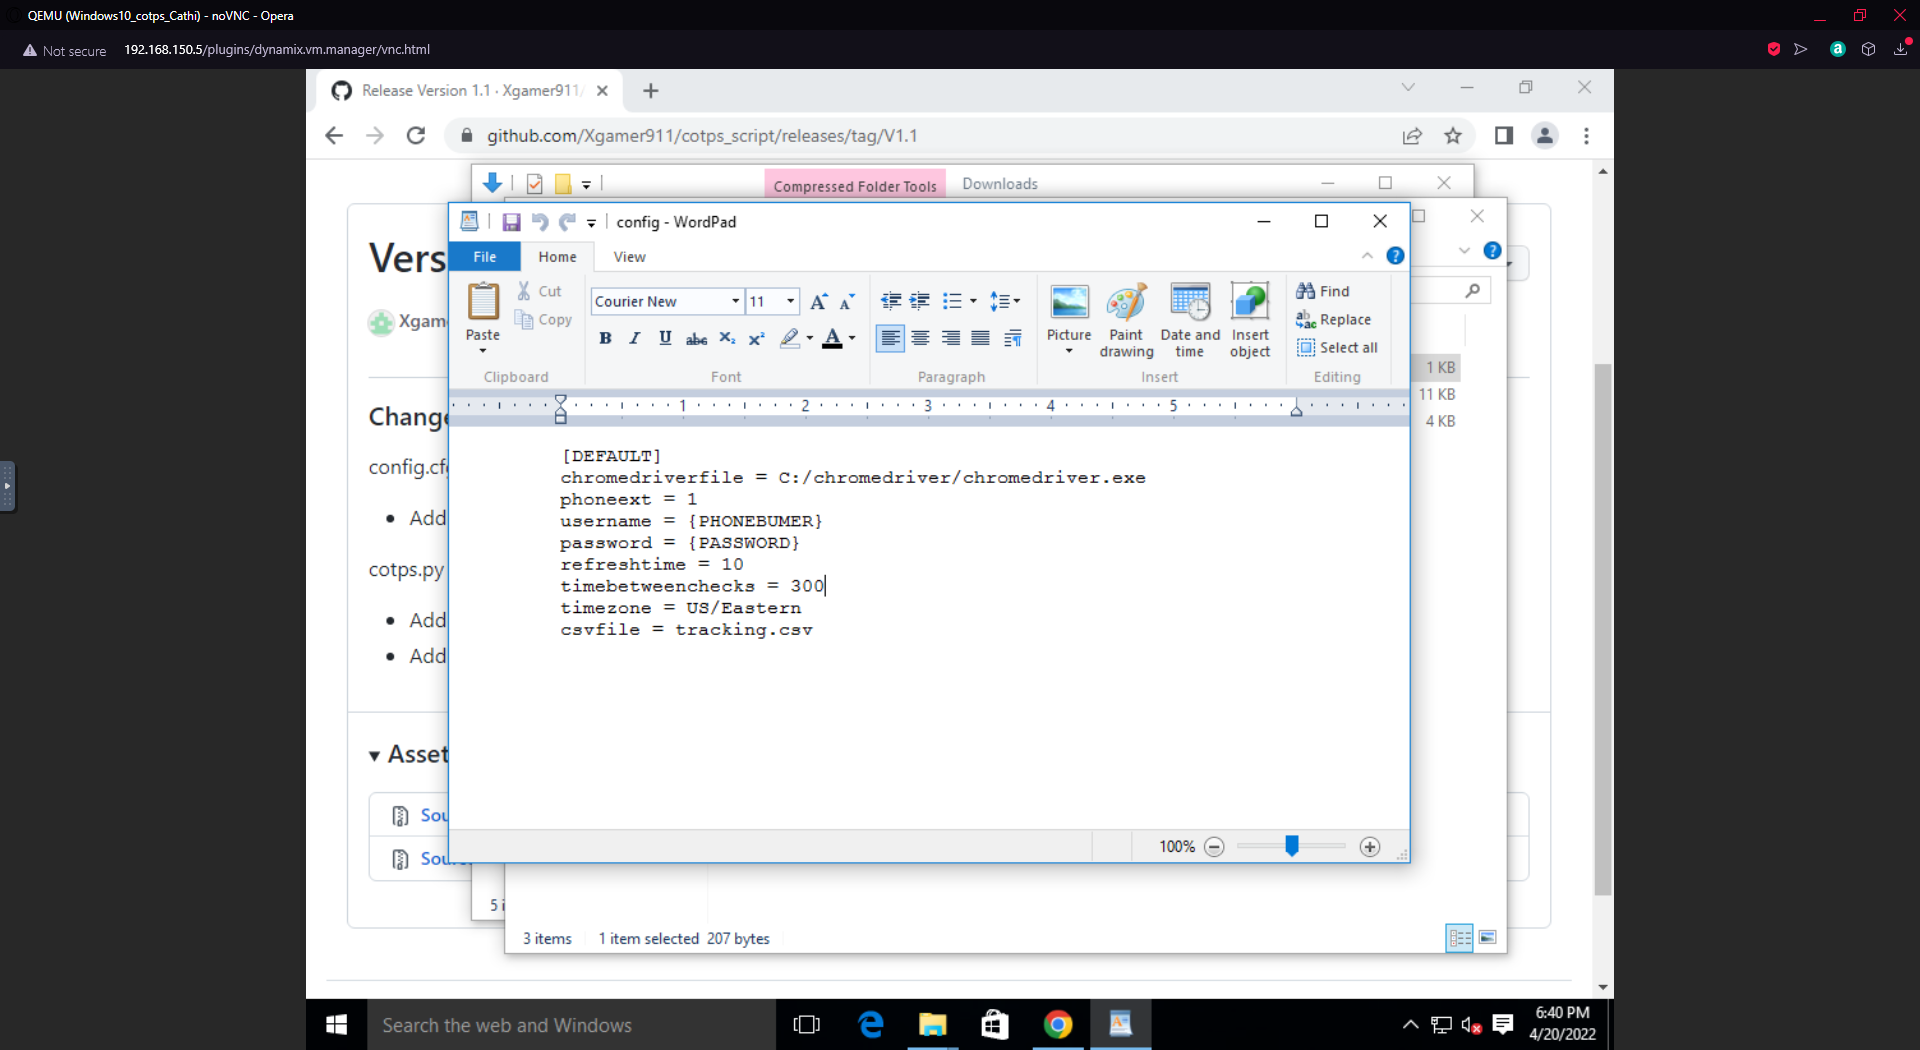 QEMU (Windows10_cotps_Cathi) - noVNC - Opera
Not secure 192.168.150.5/plugins/dynamix.vm.manager/vnc.html
Release Version 1.1 · Xgamer911/
github.com/Xgamer911/cotps_script/releases/tag/V1.1
Compressed Folder Tools Downloads
config - WordPad
File Home View
Paste
Cut
Copy
Clipboard
Courier New 11
Font
Paragraph
Picture
Paint drawing
Date and time
Insert object
Insert
Find
Replace
Select all
Editing
1 2 3 4 5
[DEFAULT]
chromedriverfile = C:/chromedriver/chromedriver.exe
phoneext = 1
username = {PHONEBUMER}
password = {PASSWORD}
refreshtime = 10
timebetweenchecks = 300
timezone = US/Eastern
csvfile = tracking.csv
100%
Vers
Xgam
Change
config.cf
Add
cotps.py
Add
Add
Asset
Sou
Sou
1 KB
11 KB
4 KB
5 i
3 items 1 item selected 207 bytes
Search the web and Windows
6:40 PM
4/20/2022